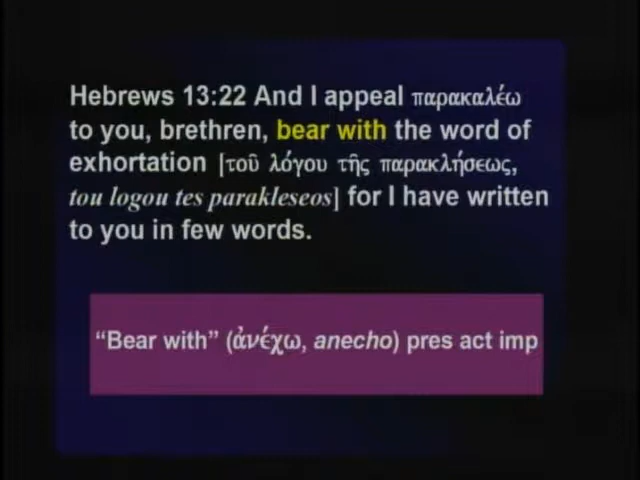 Hebrews 13:22 And I appeal παρακαλέω
to you, brethren, bear with the word of
exhortation [τοῦ λόγου τῆς παρακλήσεως,
tou logou tes parakleseos] for I have written
to you in few words.
“Bear with” (ἀνέχω, anecho) pres act imp